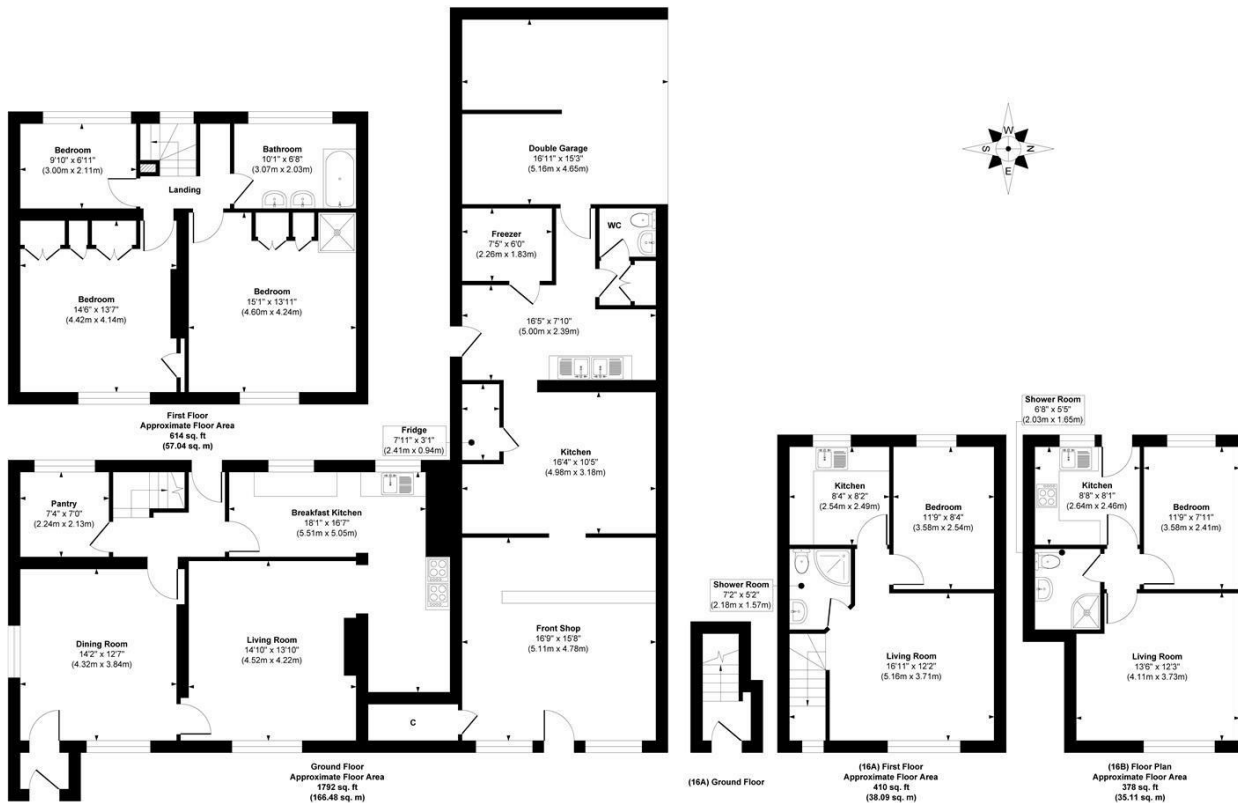 Bedroom
9'10" x 6'11"
(3.00m x 2.11m)
Landing
Bathroom
10'1" x 6'8"
(3.07m x 2.03m)
Bedroom
14'6" x 13'7"
(4.42m x 4.14m)
Bedroom
15'1" x 13'11"
(4.60m x 4.24m)
First Floor
Approximate Floor Area
614 sq. ft
(57.04 sq. m)
Double Garage
16'11" x 15'3"
(5.16m x 4.65m)
Freezer
7'5" x 6'0"
(2.26m x 1.83m)
WC
16'5" x 7'10"
(5.00m x 2.39m)
Fridge
7'11" x 3'1"
(2.41m x 0.94m)
Kitchen
16'4" x 10'5"
(4.98m x 3.18m)
Pantry
7'4" x 7'0"
(2.24m x 2.13m)
Breakfast Kitchen
18'1" x 16'7"
(5.51m x 5.05m)
Dining Room
14'2" x 12'7"
(4.32m x 3.84m)
Living Room
14'10" x 13'10"
(4.52m x 4.22m)
Front Shop
16'9" x 15'8"
(5.11m x 4.78m)
C
Ground Floor
Approximate Floor Area
1792 sq. ft
(166.48 sq. m)
W
S
N
E
(16A) Ground Floor
Kitchen
8'4" x 8'2"
(2.54m x 2.49m)
Bedroom
11'9" x 8'4"
(3.58m x 2.54m)
Shower Room
7'2" x 5'2"
(2.18m x 1.57m)
Living Room
16'11" x 12'2"
(5.16m x 3.71m)
(16A) First Floor
Approximate Floor Area
410 sq. ft
(38.09 sq. m)
Shower Room
6'8" x 5'5"
(2.03m x 1.65m)
Kitchen
8'8" x 8'1"
(2.64m x 2.46m)
Bedroom
11'9" x 7'11"
(3.58m x 2.41m)
Living Room
13'6" x 12'3"
(4.11m x 3.73m)
(16B) Floor Plan
Approximate Floor Area
378 sq. ft
(35.11 sq. m)